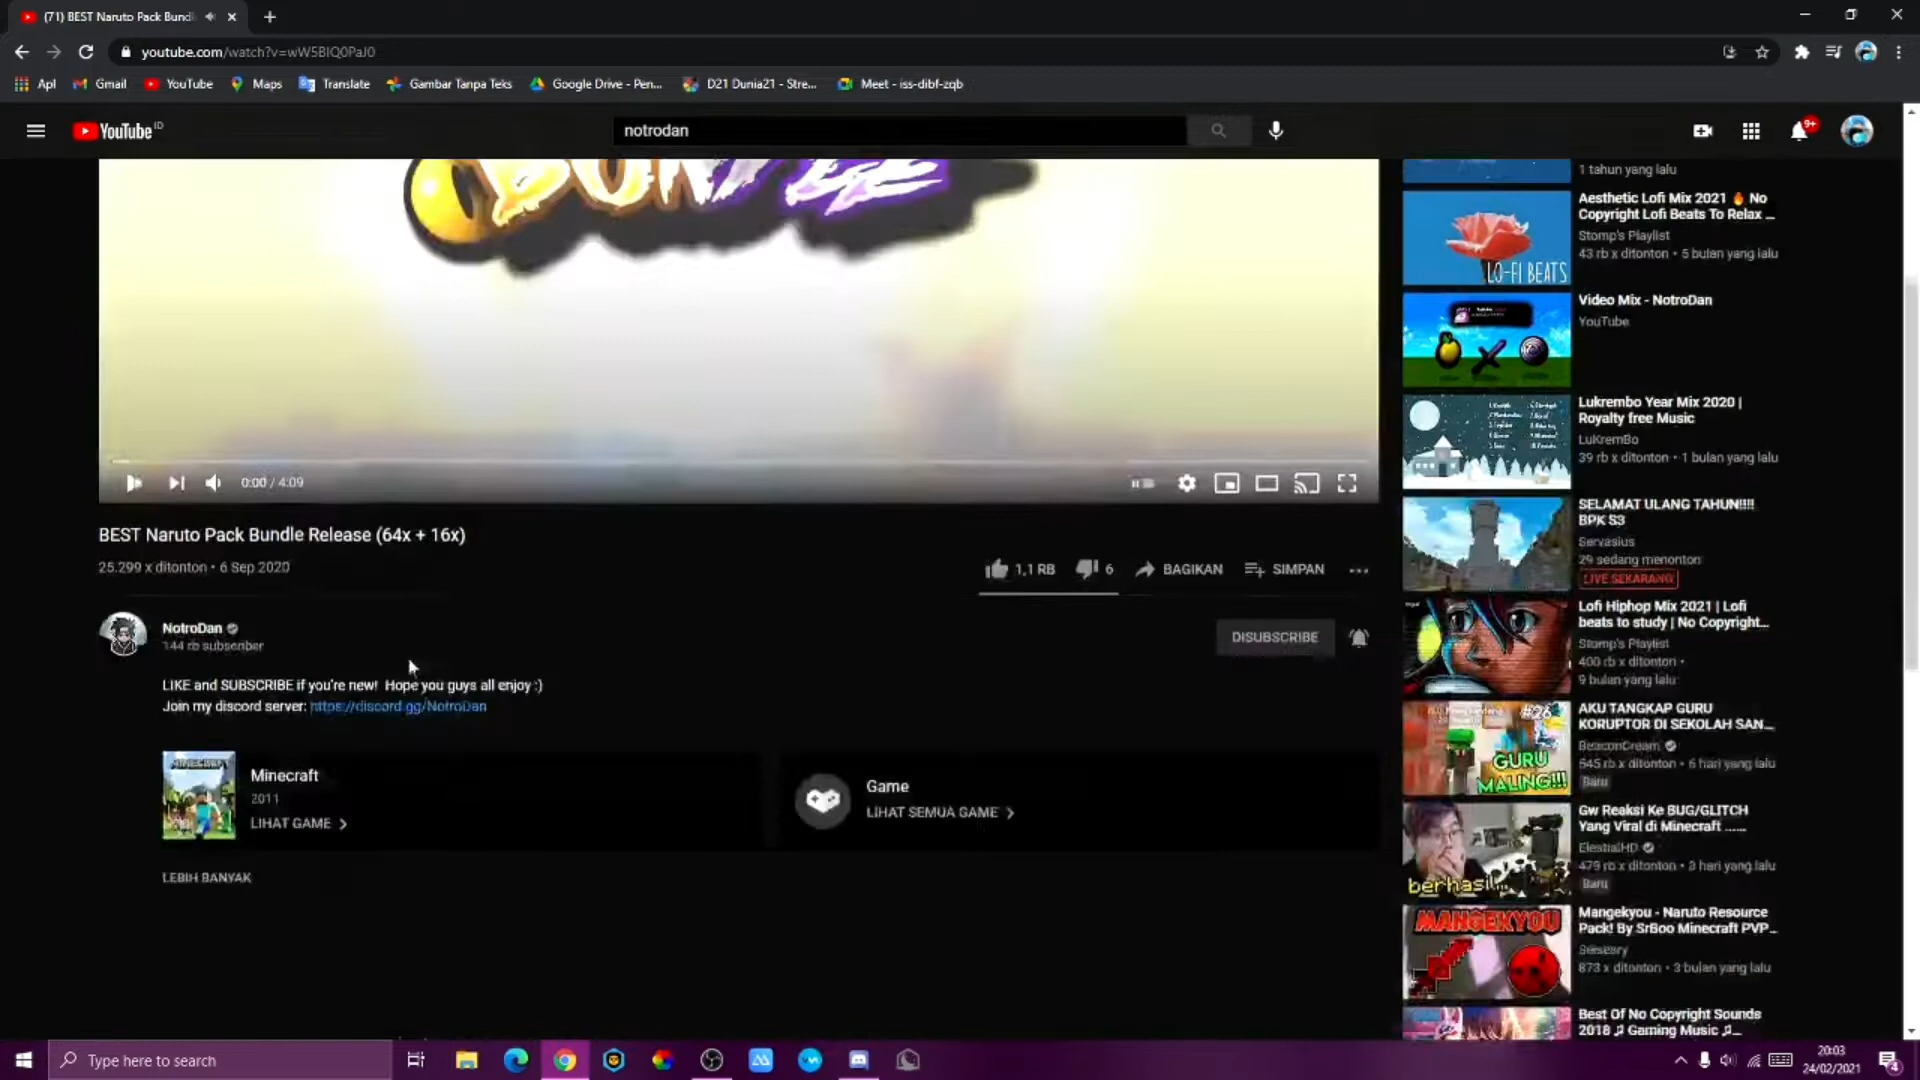 (71) BEST Naruto Pack Bundl
youtube.com/watch?v=wW5BIQ0PaJ0
Apl
Gmail
YouTube
Maps
Translate
Gambar Tanpa Teks
Google Drive - Pen...
D21 Dunia21 - Stre...
Meet - iss-dibf-zqb
YouTube ID
notrodan
9+
BUNDLE
0:00 / 4:09
BEST Naruto Pack Bundle Release (64x + 16x)
25.299 x ditonton • 6 Sep 2020
1,1 RB
6
BAGIKAN
SIMPAN
NotroDan
144 rb subscriber
DISUBSCRIBE
LIKE and SUBSCRIBE if you're new! Hope you guys all enjoy :)
Join my discord server: https://discord.gg/NotroDan
MINECRAFT
Minecraft
2011
LIHAT GAME
Game
LIHAT SEMUA GAME
LEBIH BANYAK
1 tahun yang lalu
LO-FI BEATS
Aesthetic Lofi Mix 2021 🔥 No
Copyright Lofi Beats To Relax ...
Stomp's Playlist
43 rb x ditonton • 5 bulan yang lalu
Video Mix - NotroDan
YouTube
Lukrembo Year Mix 2020 |
Royalty free Music
LuKremBo
39 rb x ditonton • 1 bulan yang lalu
SELAMAT ULANG TAHUN!!!!
BPK S3
Servasius
29 sedang menonton
LIVE SEKARANG
Lofi Hiphop Mix 2021 | Lofi
beats to study | No Copyright...
Stomp's Playlist
400 rb x ditonton •
9 bulan yang lalu
#26
GURU
MALING!!!
AKU TANGKAP GURU
KORUPTOR DI SEKOLAH SAN...
BeaconCream
545 rb x ditonton • 6 hari yang lalu
Baru
berhasil...
Gw Reaksi Ke BUG/GLITCH
Yang Viral di Minecraft ......
ElestialHD
479 rb x ditonton • 3 hari yang lalu
Baru
MANGEKYOU
Mangekyou - Naruto Resource
Pack! By SrBoo Minecraft PVP...
873 x ditonton • 3 bulan yang lalu
Best Of No Copyright Sounds
2018 ♫ Gaming Music ♫...
Type here to search
20:03
24/02/2021
4